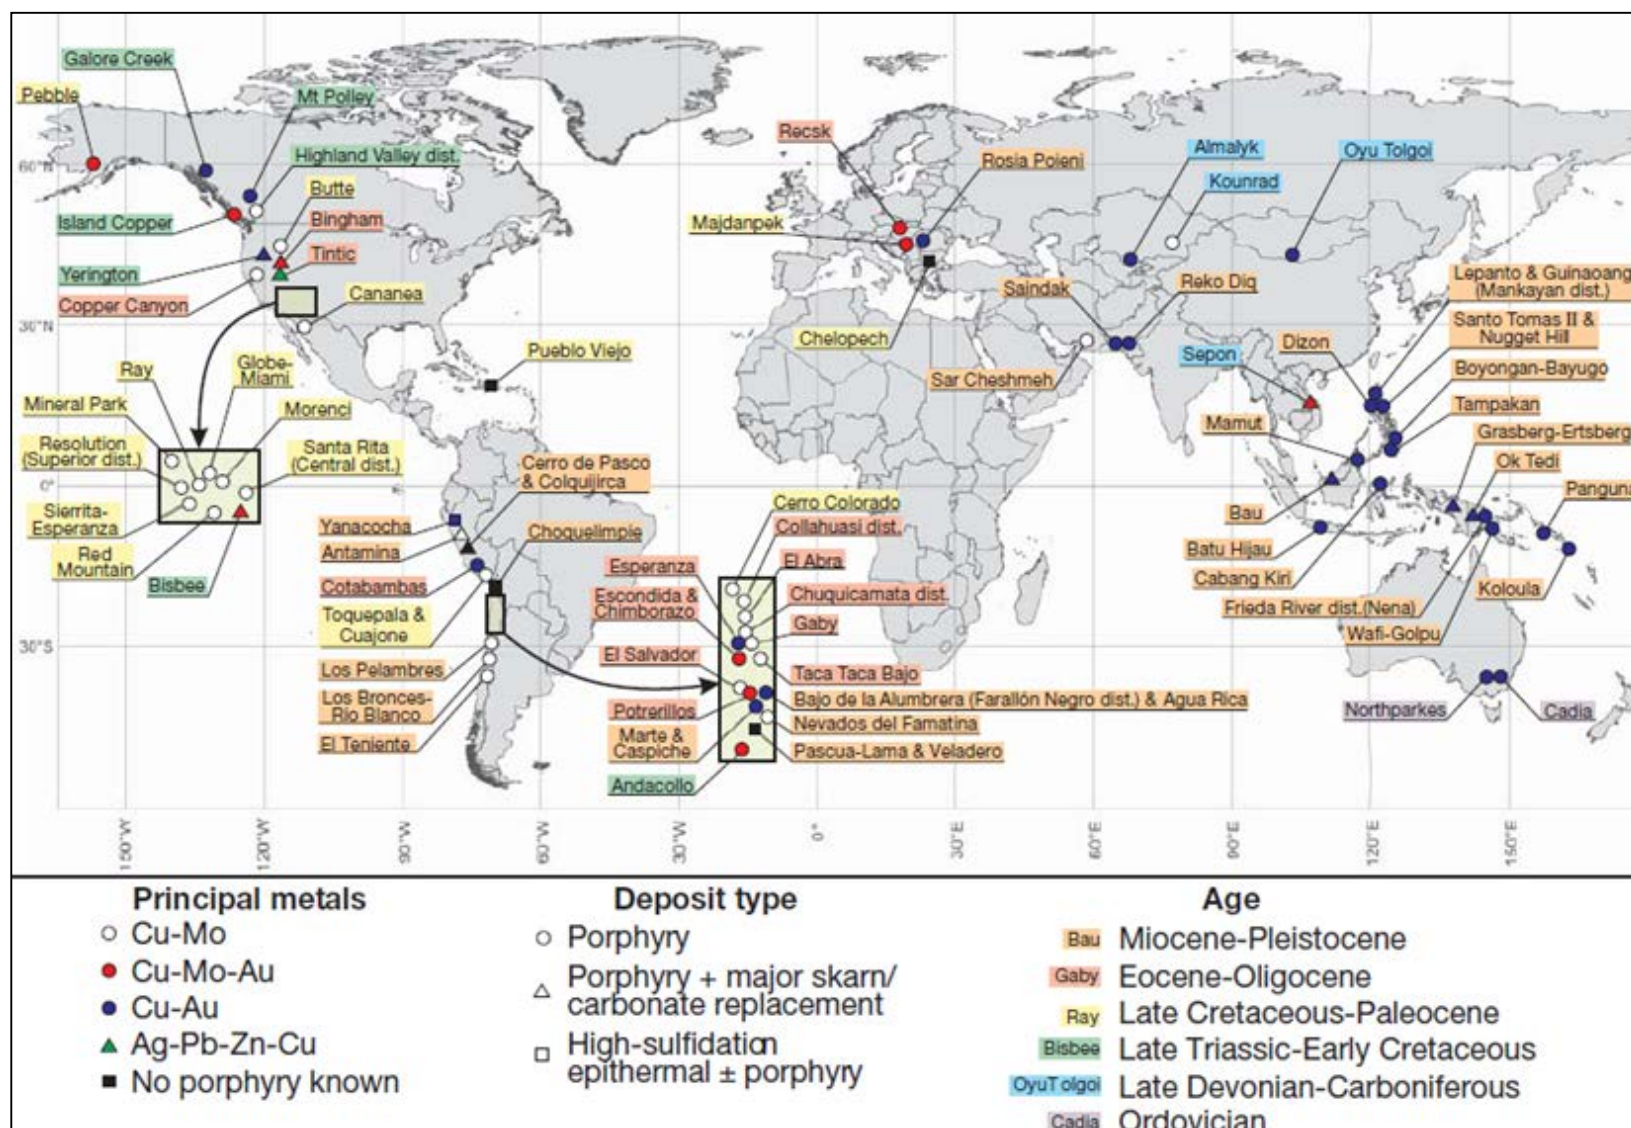 Galore Creek
Pebble
Mt Polley
Highland Valley dist.
Butte
Island Copper
Bingham
Yerington
Tintic
Copper Canyon
Cananea
Recsk
Rosia Poieni
Almalyk
Oyu Tolgoi
Kounrad
Majdanpek
Saindak
Reko Diq
Lepanto & Guinaoang
(Mankayan dist.)
Chelopech
Sepon
Dizon
Santo Tomas II &
Nugget Hill
Pueblo Viejo
Sar Cheshmeh
Boyongan-Bayugo
Tampakan
Mamut
Grasberg-Ertsberg
Ok Tedi
Panguna
Bau
Batu Hijau
Cabang Kiri
Koloula
Frieda River dist.(Nena)
Wafi-Golpu
Northparkes
Cadia
Ray
Globe-
Miami
Mineral Park
Morenci
Resolution
(Superior dist.)
Santa Rita
(Central dist.)
Sierrita-
Esperanza
Red
Mountain
Bisbee
Cerro de Pasco
& Colquijirca
Yanacocha
Choquelimpie
Antamina
Cotabambas
Toquepala &
Cuajone
Los Pelambres
Los Bronces-
Rio Blanco
El Teniente
Cerro Colorado
Collahuasi dist.
Esperanza
El Abra
Escondida &
Chimborazo
Chuquicamata dist.
Gaby
El Salvador
Taca Taca Bajo
Potrerillos
Bajo de la Alumbrera (Farallón Negro dist.) & Agua Rica
Nevados del Famatina
Marte &
Caspiche
Pascua-Lama & Veladero
Andacollo
60°N
30°N
0°
30°S
150°W
120°W
90°W
60°W
30°W
0°
30°E
60°E
90°E
120°E
150°E
Principal metals
Cu-Mo
Cu-Mo-Au
Cu-Au
Ag-Pb-Zn-Cu
No porphyry known
Deposit type
Porphyry
Porphyry + major skarn/
carbonate replacement
High-sulfidation
epithermal ± porphyry
Age
Bau Miocene-Pleistocene
Gaby Eocene-Oligocene
Ray Late Cretaceous-Paleocene
Bisbee Late Triassic-Early Cretaceous
OyuT olgoi Late Devonian-Carboniferous
Cadia Ordovician